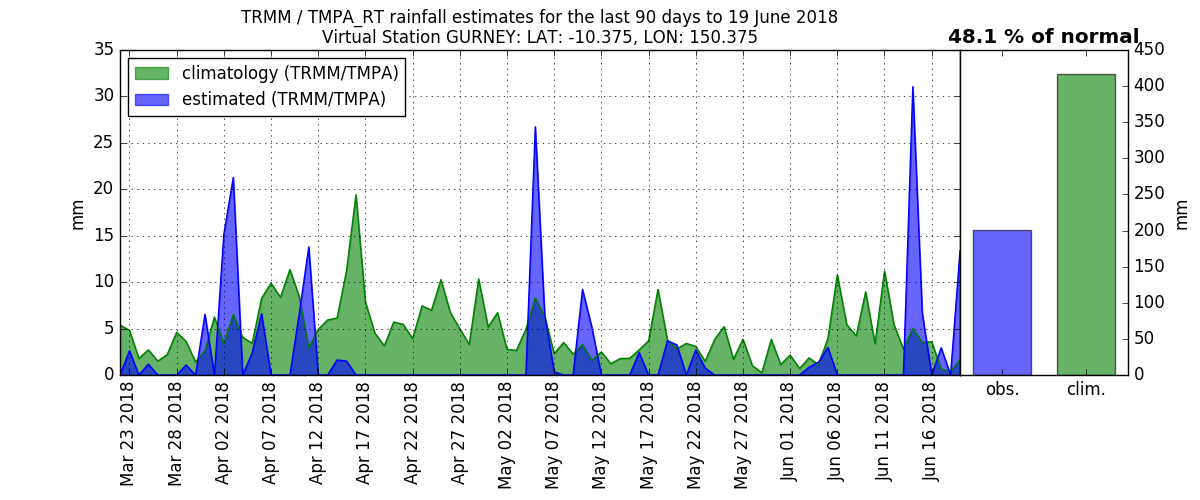 TRMM / TMPA_RT rainfall estimates for the last 90 days to 19 June 2018
Virtual Station GURNEY: LAT: -10.375, LON: 150.375
48.1 % of normal
climatology (TRMM/TMPA)
estimated (TRMM/TMPA)
35
30
25
20
15
10
5
0
mm
Mar 23 2018
Mar 28 2018
Apr 02 2018
Apr 07 2018
Apr 12 2018
Apr 17 2018
Apr 22 2018
Apr 27 2018
May 02 2018
May 07 2018
May 12 2018
May 17 2018
May 22 2018
May 27 2018
Jun 01 2018
Jun 06 2018
Jun 11 2018
Jun 16 2018
450
400
350
300
250
200
150
100
50
0
mm
obs.
clim.